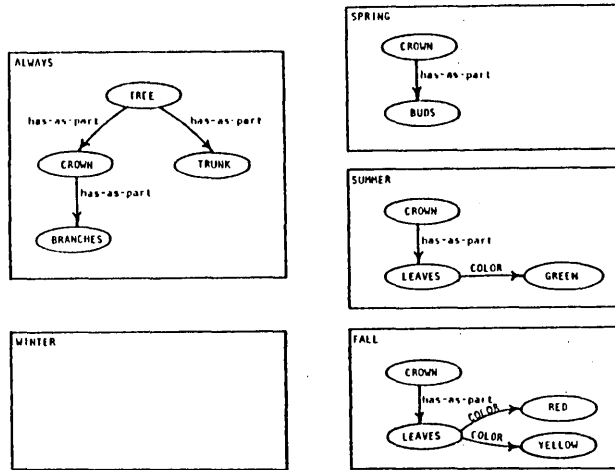 ALWAYS
TREE
has-as-part
has-as-part
CROWN
TRUNK
has-as-part
BRANCHES
WINTER
SPRING
CROWN
has-as-part
BUDS
SUMMER
CROWN
has-as-part
LEAVES
COLOR
GREEN
FALL
CROWN
has-as-part
COLOR
RED
LEAVES
COLOR
YELLOW